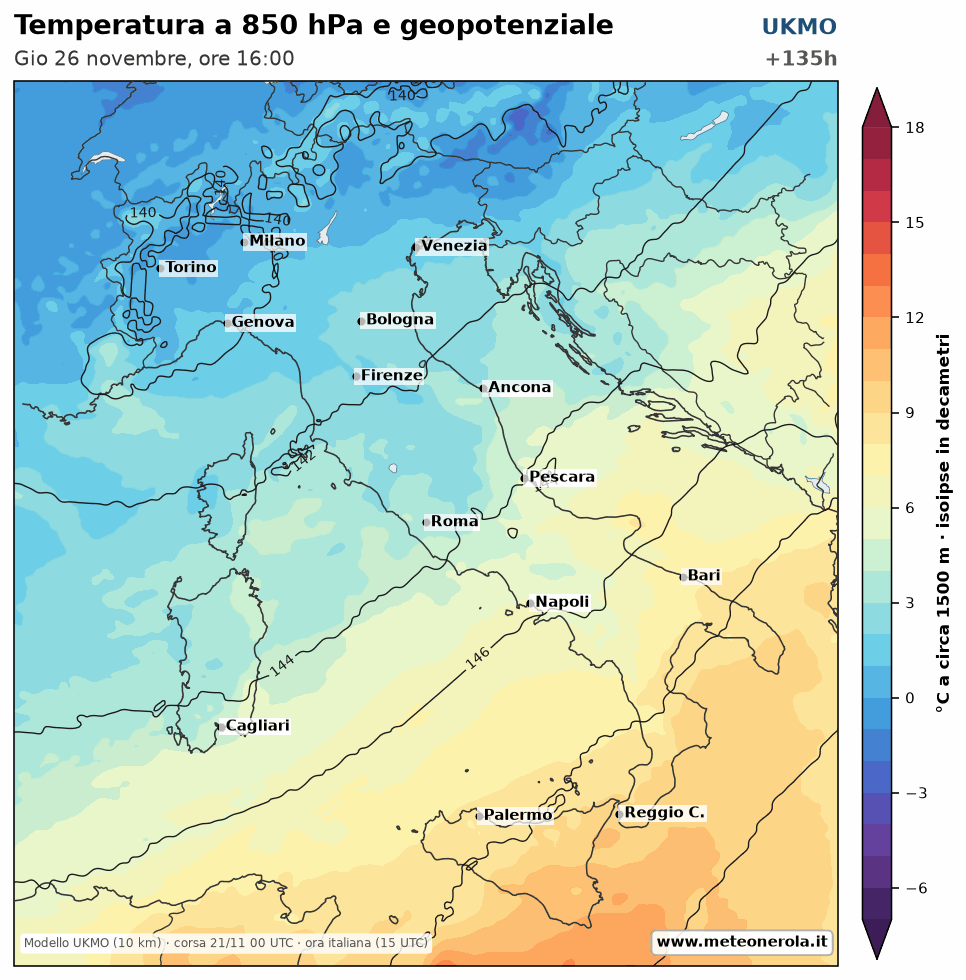 Temperatura a 850 hPa e geopotenziale
UKMO
Gio 26 novembre, ore 16:00
+135h
140
140
140
140
Milano
Venezia
Torino
Genova
Bologna
Firenze
Ancona
142
Pescara
Roma
Bari
Napoli
144
146
Cagliari
Palermo
Reggio C.
18
15
12
9
6
3
0
−3
−6
°C a circa 1500 m · isoipse in decametri
Modello UKMO (10 km) · corsa 21/11 00 UTC · ora italiana (15 UTC)
www.meteonerola.it